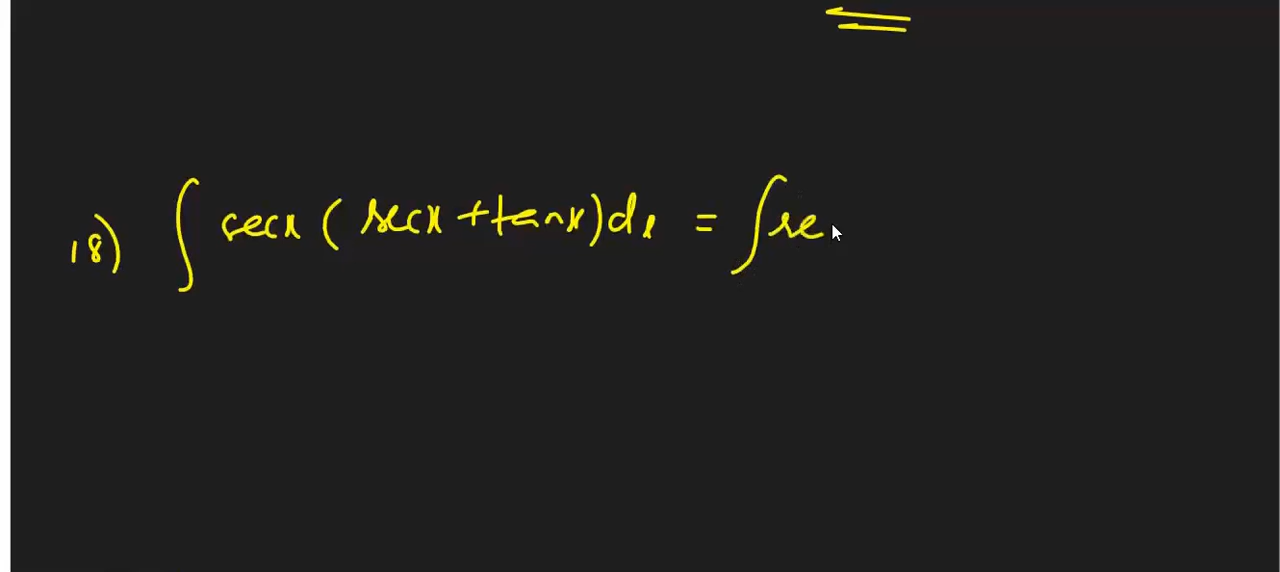 18) ∫ secx ( secx + tanx)dx = ∫ se